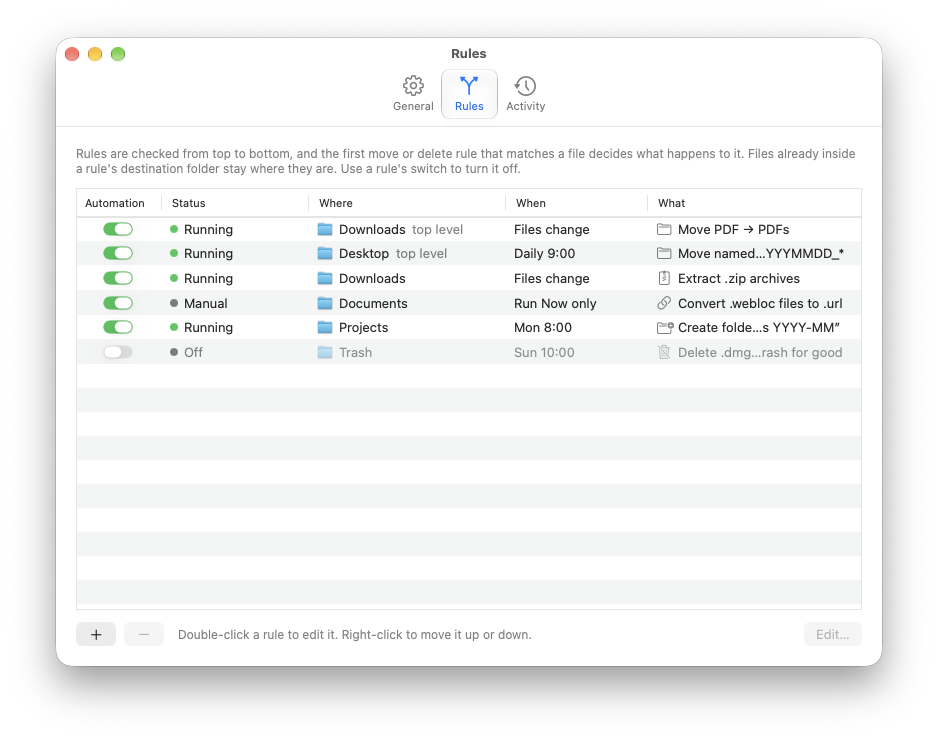 Rules
General Rules Activity
Rules are checked from top to bottom, and the first move or delete rule that matches a file decides what happens to it. Files already inside
a rule's destination folder stay where they are. Use a rule's switch to turn it off.
Automation Status Where When What
Running Downloads top level Files change Move PDF → PDFs
Running Desktop top level Daily 9:00 Move named...YYYMMDD_*
Running Downloads Files change Extract .zip archives
Manual Documents Run Now only Convert .webloc files to .url
Running Projects Mon 8:00 Create folde...s YYYY-MM”
Off Trash Sun 10:00 Delete .dmg...rash for good
+ − Double-click a rule to edit it. Right-click to move it up or down. Edit...